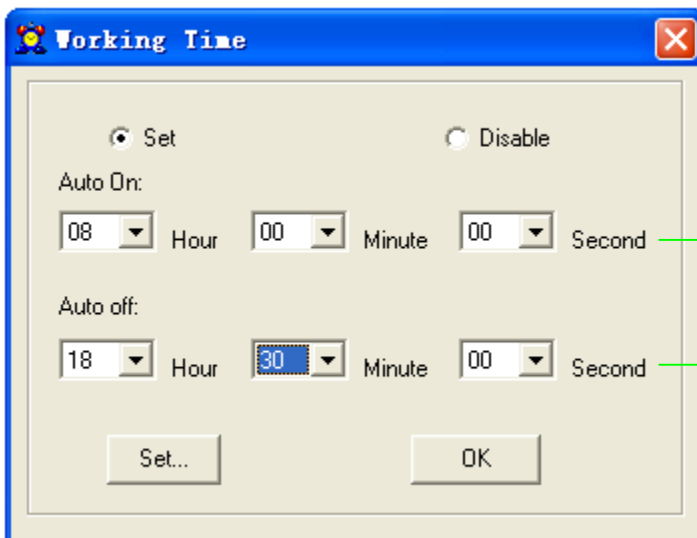 Working Time
Set Disable
Auto On:
08 Hour 00 Minute 00 Second
Auto off:
18 Hour 30 Minute 00 Second
Set... OK